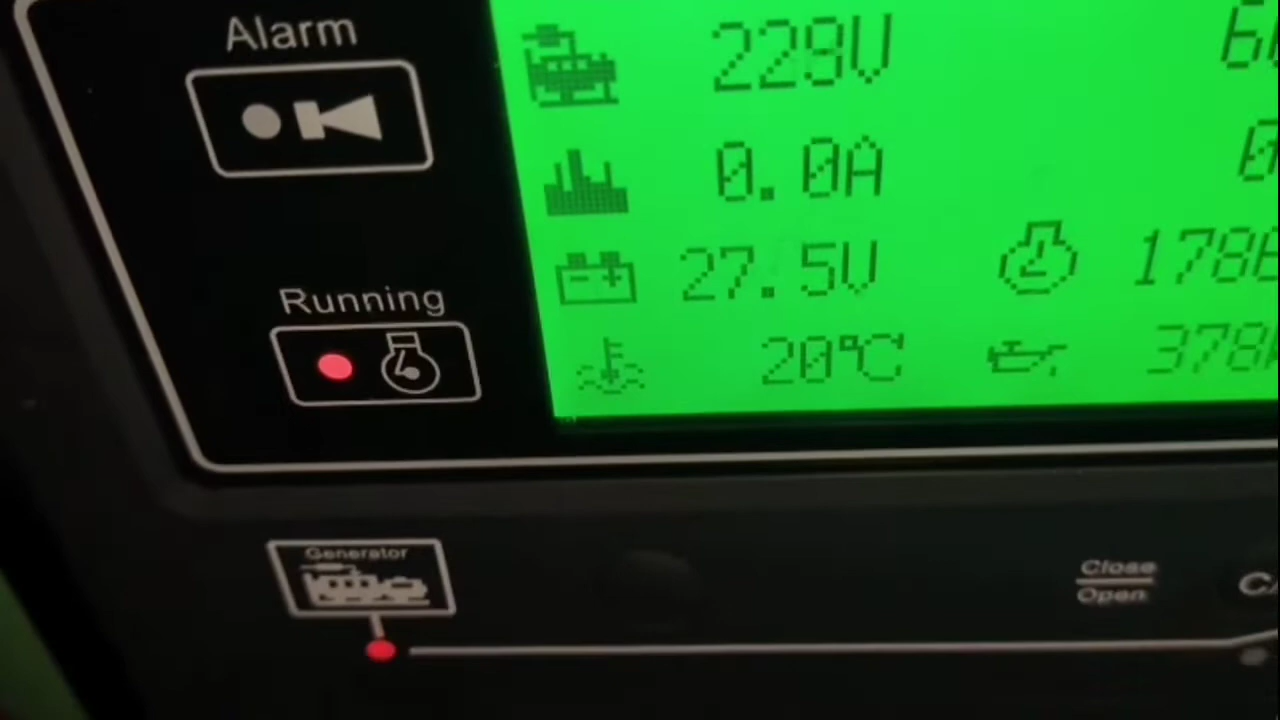 Alarm
228V
0.0A
27.5V
Running
20°C
Generator
Close
Open